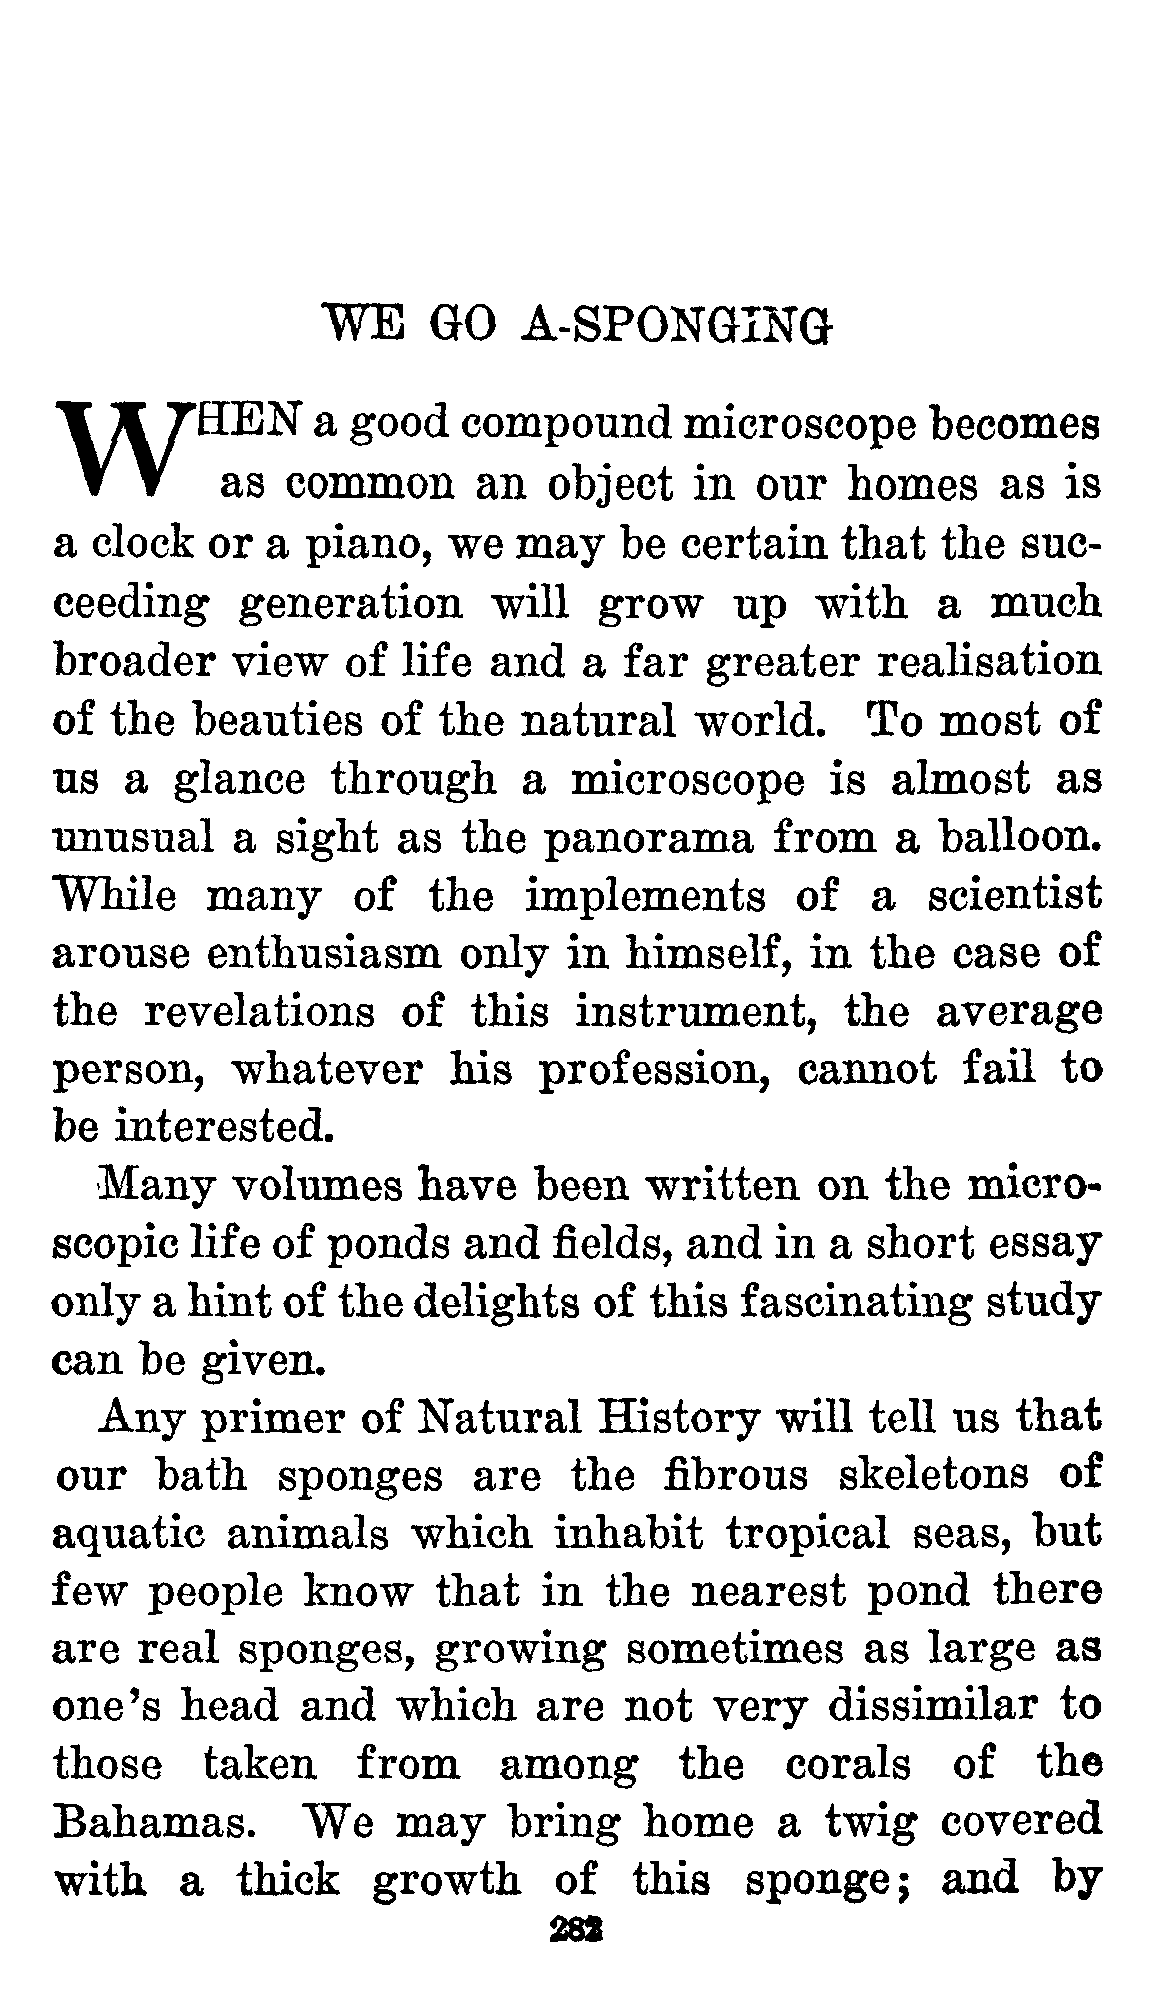 WE GO A-SPONGING
WHEN a good compound microscope becomes
as common an object in our homes as is
a clock or a piano, we may be certain that the suc-
ceeding generation will grow up with a much
broader view of life and a far greater realisation
of the beauties of the natural world. To most of
us a glance through a microscope is almost as
unusual a sight as the panorama from a balloon.
While many of the implements of a scientist
arouse enthusiasm only in himself, in the case of
the revelations of this instrument, the average
person, whatever his profession, cannot fail to
be interested.
Many volumes have been written on the micro-
scopic life of ponds and fields, and in a short essay
only a hint of the delights of this fascinating study
can be given.
Any primer of Natural History will tell us that
our bath sponges are the fibrous skeletons of
aquatic animals which inhabit tropical seas, but
few people know that in the nearest pond there
are real sponges, growing sometimes as large as
one's head and which are not very dissimilar to
those taken from among the corals of the
Bahamas. We may bring home a twig covered
with a thick growth of this sponge; and by
282